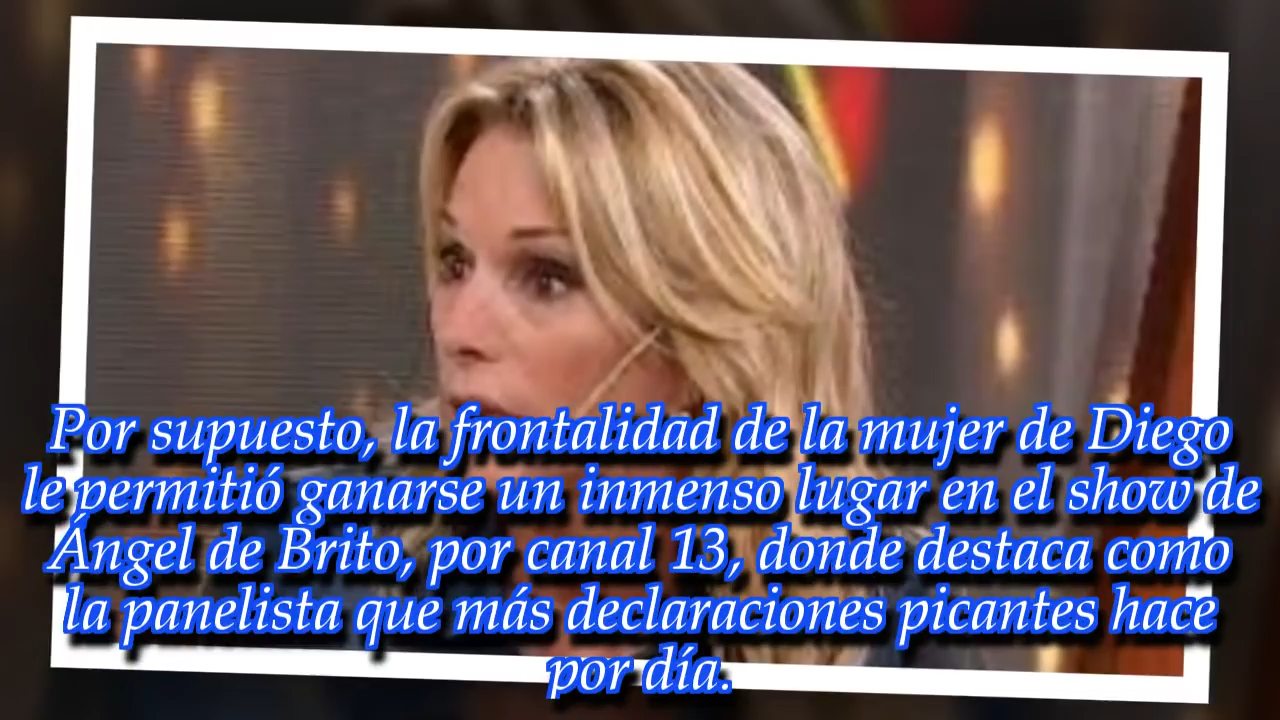 Por supuesto, la frontalidad de la mujer de Diego
le permitió ganarse un inmenso lugar en el show de
Ángel de Brito, por canal 13, donde destaca como
la panelista que más declaraciones picantes hace
por día.